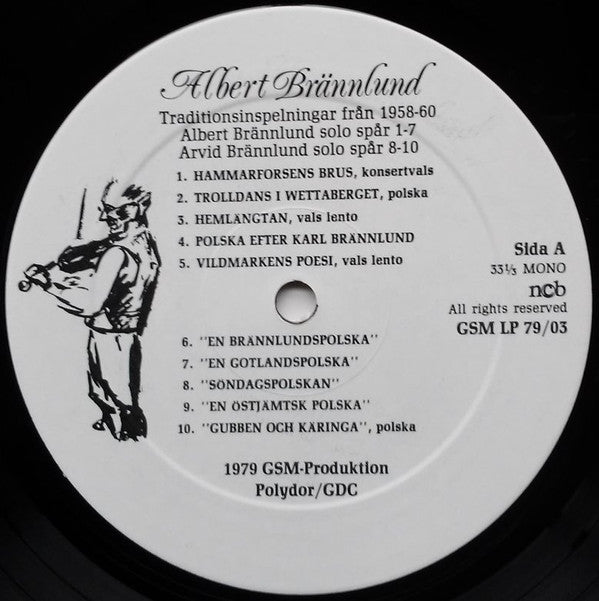 Albert Brännlund
Traditionsinspelningar från 1958-60
Albert Brännlund solo spår 1-7
Arvid Brännlund solo spår 8-10
1. HAMMARFORSENS BRUS, konsertvals
2. TROLLDANS I WETTABERGET, polska
3. HEMLÄNGTAN, vals lento
4. POLSKA EFTER KARL BRÄNNLUND
5. VILDMARKENS POESI, vals lento
Sida A
33⅓ MONO
ncb
All rights reserved
GSM LP 79/03
6. "EN BRÄNNLUNDSPOLSKA"
7. "EN GOTLANDSPOLSKA"
8. "SÖNDAGSPOLSKAN"
9. "EN ÖSTJÄMTSK POLSKA"
10. "GUBBEN OCH KÄRINGA", polska
1979 GSM-Produktion
Polydor/GDC